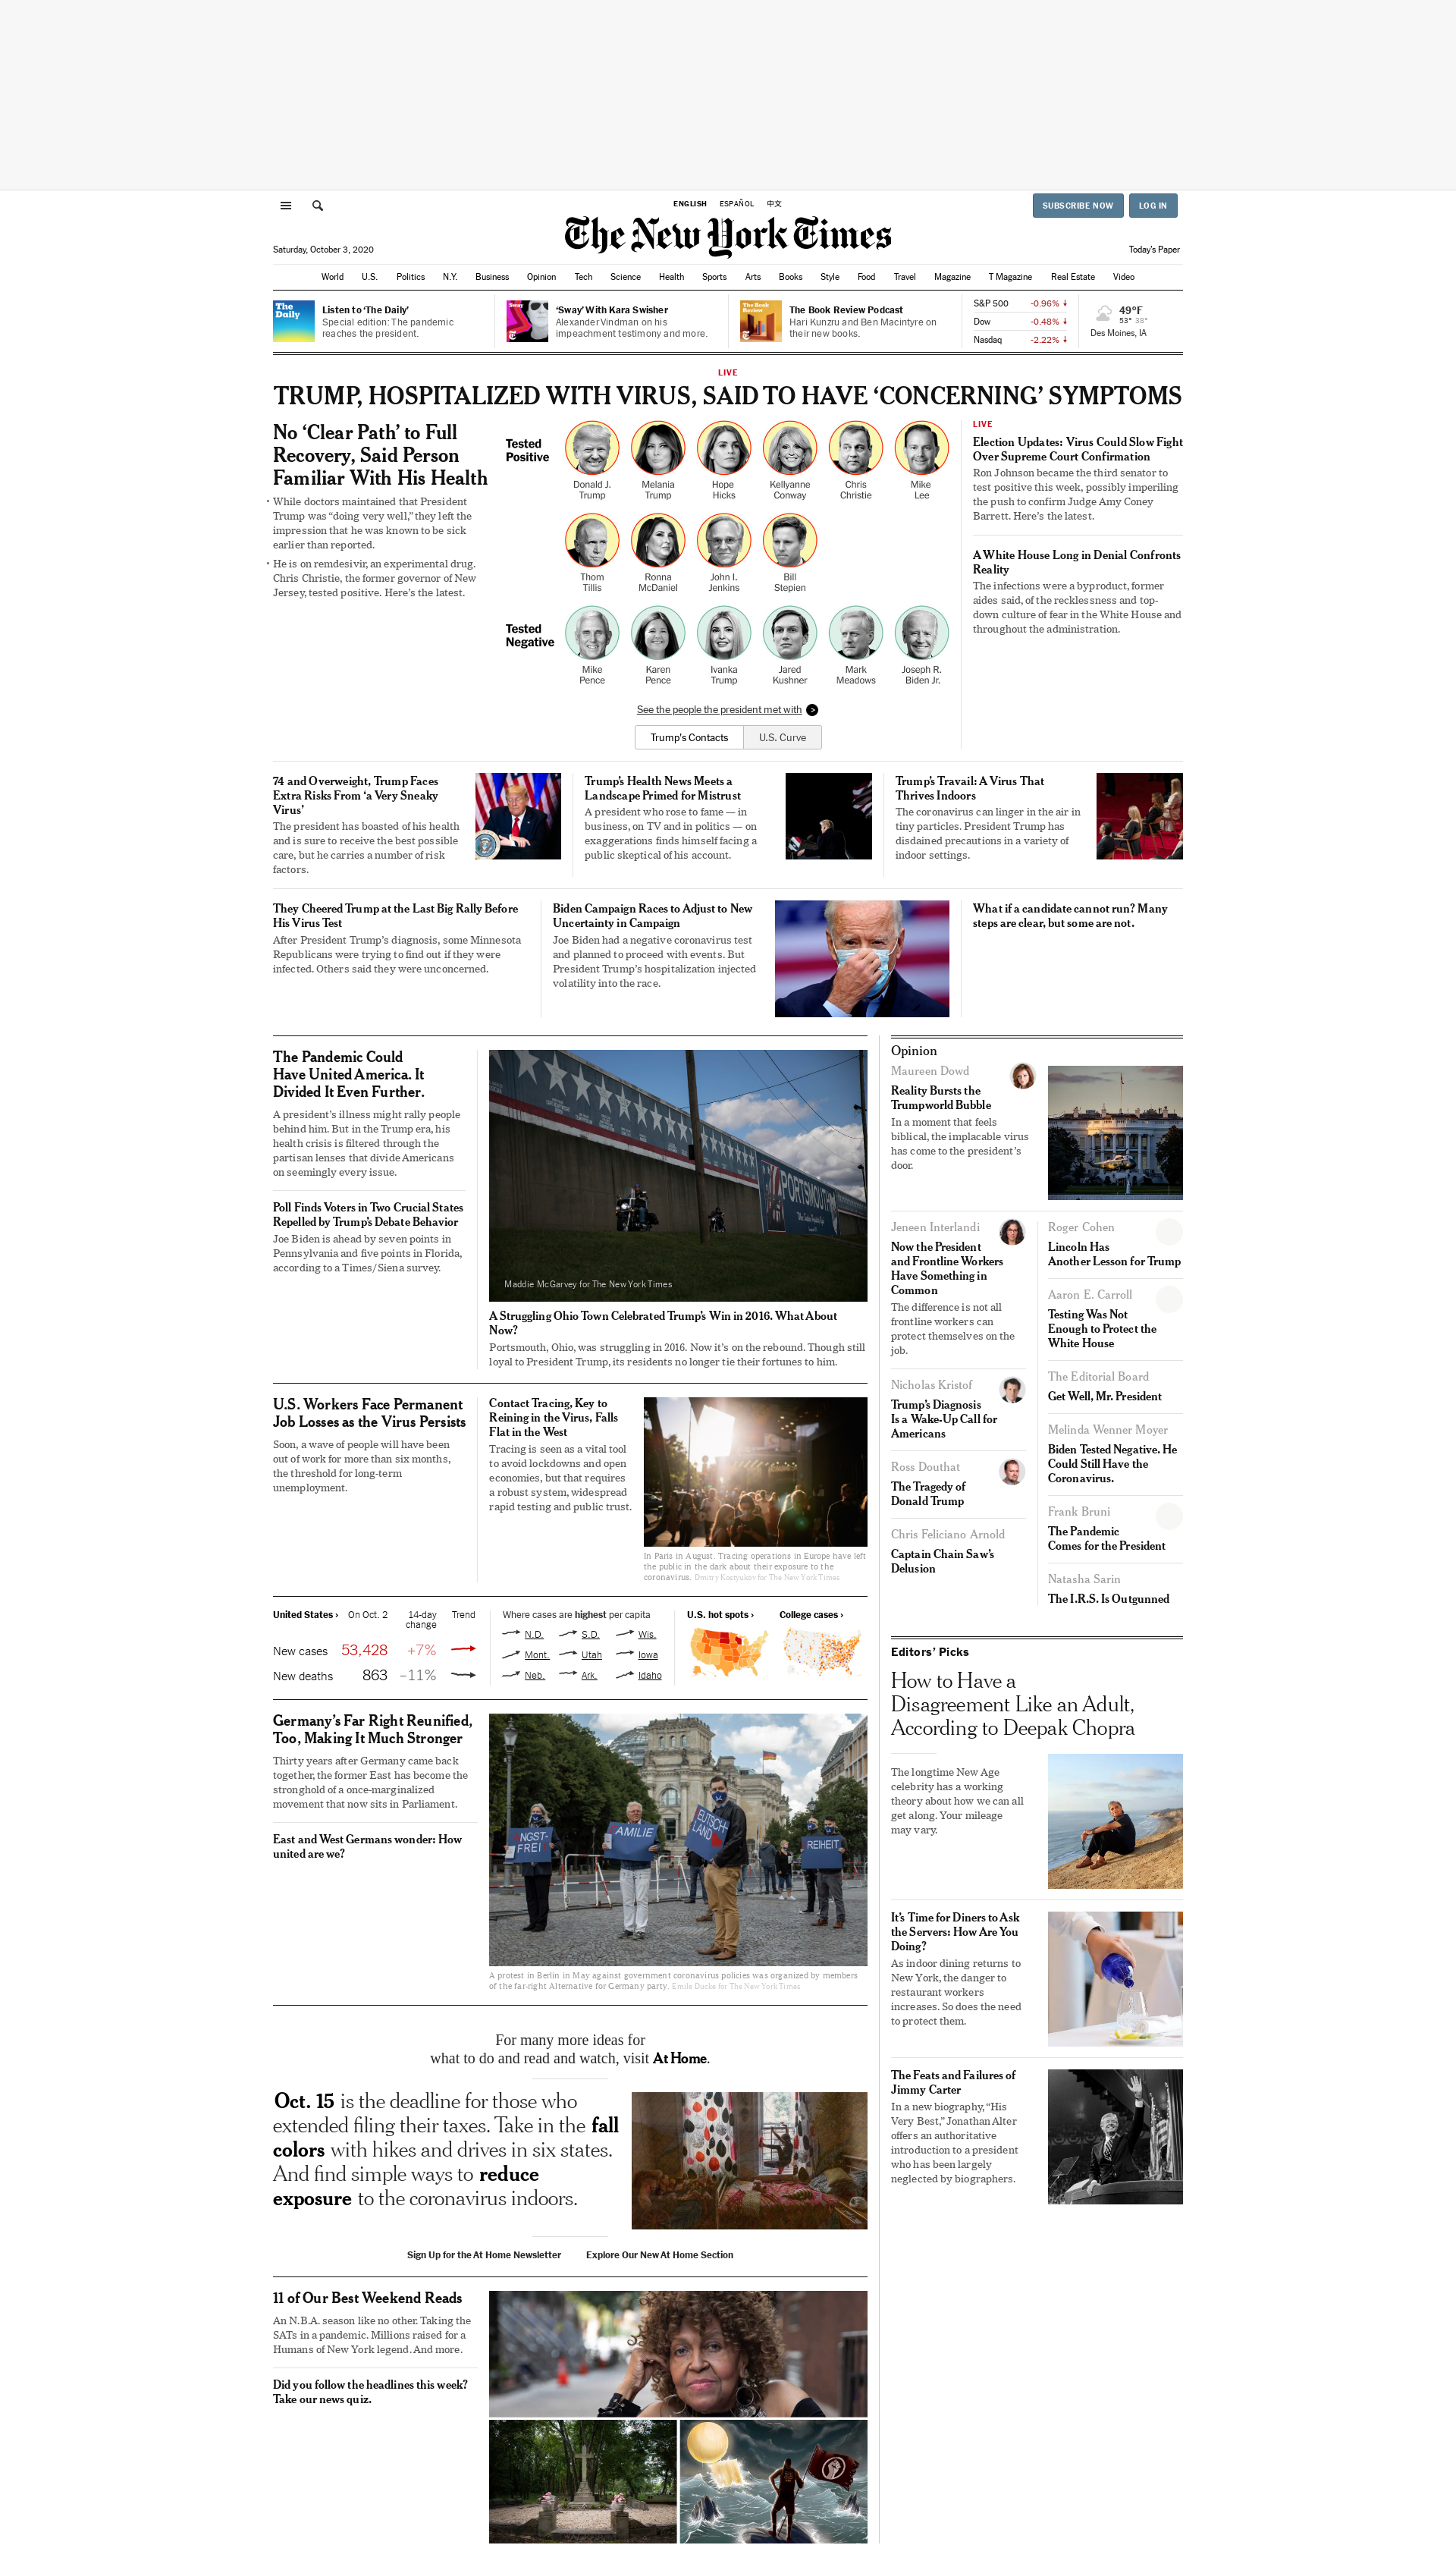 ENGLISH ESPAÑOL 中文
SUBSCRIBE NOW LOG IN
The New York Times
Saturday, October 3, 2020
Today's Paper
World U.S. Politics N.Y. Business Opinion Tech Science Health Sports Arts Books Style Food Travel Magazine T Magazine Real Estate Video
The Daily
Listen to ‘The Daily’
Special edition: The pandemic
reaches the president.
Sway
‘Sway’ With Kara Swisher
Alexander Vindman on his
impeachment testimony and more.
The Book Review
The Book Review Podcast
Hari Kunzru and Ben Macintyre on
their new books.
S&P 500 -0.96%
Dow -0.48%
Nasdaq -2.22%
49°F
53° 38°
Des Moines, IA
LIVE
TRUMP, HOSPITALIZED WITH VIRUS, SAID TO HAVE ‘CONCERNING’ SYMPTOMS
No ‘Clear Path’ to Full
Recovery, Said Person
Familiar With His Health
While doctors maintained that President
Trump was “doing very well,” they left the
impression that he was known to be sick
earlier than reported.
He is on remdesivir, an experimental drug.
Chris Christie, the former governor of New
Jersey, tested positive. Here’s the latest.
Tested
Positive
Donald J.
Trump
Melania
Trump
Hope
Hicks
Kellyanne
Conway
Chris
Christie
Mike
Lee
Thom
Tillis
Ronna
McDaniel
John I.
Jenkins
Bill
Stepien
Tested
Negative
Mike
Pence
Karen
Pence
Ivanka
Trump
Jared
Kushner
Mark
Meadows
Joseph R.
Biden Jr.
See the people the president met with
Trump's Contacts U.S. Curve
LIVE
Election Updates: Virus Could Slow Fight
Over Supreme Court Confirmation
Ron Johnson became the third senator to
test positive this week, possibly imperiling
the push to confirm Judge Amy Coney
Barrett. Here’s the latest.
A White House Long in Denial Confronts
Reality
The infections were a byproduct, former
aides said, of the recklessness and top-
down culture of fear in the White House and
throughout the administration.
74 and Overweight, Trump Faces
Extra Risks From ‘a Very Sneaky
Virus’
The president has boasted of his health
and is sure to receive the best possible
care, but he carries a number of risk
factors.
Trump’s Health News Meets a
Landscape Primed for Mistrust
A president who rose to fame — in
business, on TV and in politics — on
exaggerations finds himself facing a
public skeptical of his account.
Trump’s Travail: A Virus That
Thrives Indoors
The coronavirus can linger in the air in
tiny particles. President Trump has
disdained precautions in a variety of
indoor settings.
They Cheered Trump at the Last Big Rally Before
His Virus Test
After President Trump’s diagnosis, some Minnesota
Republicans were trying to find out if they were
infected. Others said they were unconcerned.
Biden Campaign Races to Adjust to New
Uncertainty in Campaign
Joe Biden had a negative coronavirus test
and planned to proceed with events. But
President Trump’s hospitalization injected
volatility into the race.
What if a candidate cannot run? Many
steps are clear, but some are not.
The Pandemic Could
Have United America. It
Divided It Even Further.
A president’s illness might rally people
behind him. But in the Trump era, his
health crisis is filtered through the
partisan lenses that divide Americans
on seemingly every issue.
Poll Finds Voters in Two Crucial States
Repelled by Trump’s Debate Behavior
Joe Biden is ahead by seven points in
Pennsylvania and five points in Florida,
according to a Times/Siena survey.
PORTSMOUTH
Maddie McGarvey for The New York Times
A Struggling Ohio Town Celebrated Trump’s Win in 2016. What About
Now?
Portsmouth, Ohio, was struggling in 2016. Now it’s on the rebound. Though still
loyal to President Trump, its residents no longer tie their fortunes to him.
U.S. Workers Face Permanent
Job Losses as the Virus Persists
Soon, a wave of people will have been
out of work for more than six months,
the threshold for long-term
unemployment.
Contact Tracing, Key to
Reining in the Virus, Falls
Flat in the West
Tracing is seen as a vital tool
to avoid lockdowns and open
economies, but that requires
a robust system, widespread
rapid testing and public trust.
In Paris in August. Tracing operations in Europe have left
the public in the dark about their exposure to the
coronavirus. Dmitry Kostyukov for The New York Times
United States › On Oct. 2 14-day change Trend
New cases 53,428 +7%
New deaths 863 –11%
Where cases are highest per capita
N.D. S.D. Wis.
Mont. Utah Iowa
Neb. Ark. Idaho
U.S. hot spots › College cases ›
Germany’s Far Right Reunified,
Too, Making It Much Stronger
Thirty years after Germany came back
together, the former East has become the
stronghold of a once-marginalized
movement that now sits in Parliament.
East and West Germans wonder: How
united are we?
ANGST-
FREI
AMILIE
EUTSCH-
LAND
REIHEIT
A protest in Berlin in May against government coronavirus policies was organized by members
of the far-right Alternative for Germany party. Emile Ducke for The New York Times
For many more ideas for
what to do and read and watch, visit At Home.
Oct. 15 is the deadline for those who
extended filing their taxes. Take in the fall
colors with hikes and drives in six states.
And find simple ways to reduce
exposure to the coronavirus indoors.
Sign Up for the At Home Newsletter Explore Our New At Home Section
11 of Our Best Weekend Reads
An N.B.A. season like no other. Taking the
SATs in a pandemic. Millions raised for a
Humans of New York legend. And more.
Did you follow the headlines this week?
Take our news quiz.
Opinion
Maureen Dowd
Reality Bursts the
Trumpworld Bubble
In a moment that feels
biblical, the implacable virus
has come to the president’s
door.
Jeneen Interlandi
Now the President
and Frontline Workers
Have Something in
Common
The difference is not all
frontline workers can
protect themselves on the
job.
Nicholas Kristof
Trump’s Diagnosis
Is a Wake-Up Call for
Americans
Ross Douthat
The Tragedy of
Donald Trump
Chris Feliciano Arnold
Captain Chain Saw’s
Delusion
Roger Cohen
Lincoln Has
Another Lesson for Trump
Aaron E. Carroll
Testing Was Not
Enough to Protect the
White House
The Editorial Board
Get Well, Mr. President
Melinda Wenner Moyer
Biden Tested Negative. He
Could Still Have the
Coronavirus.
Frank Bruni
The Pandemic
Comes for the President
Natasha Sarin
The I.R.S. Is Outgunned
Editors’ Picks
How to Have a
Disagreement Like an Adult,
According to Deepak Chopra
The longtime New Age
celebrity has a working
theory about how we can all
get along. Your mileage
may vary.
It’s Time for Diners to Ask
the Servers: How Are You
Doing?
As indoor dining returns to
New York, the danger to
restaurant workers
increases. So does the need
to protect them.
The Feats and Failures of
Jimmy Carter
In a new biography, “His
Very Best,” Jonathan Alter
offers an authoritative
introduction to a president
who has been largely
neglected by biographers.